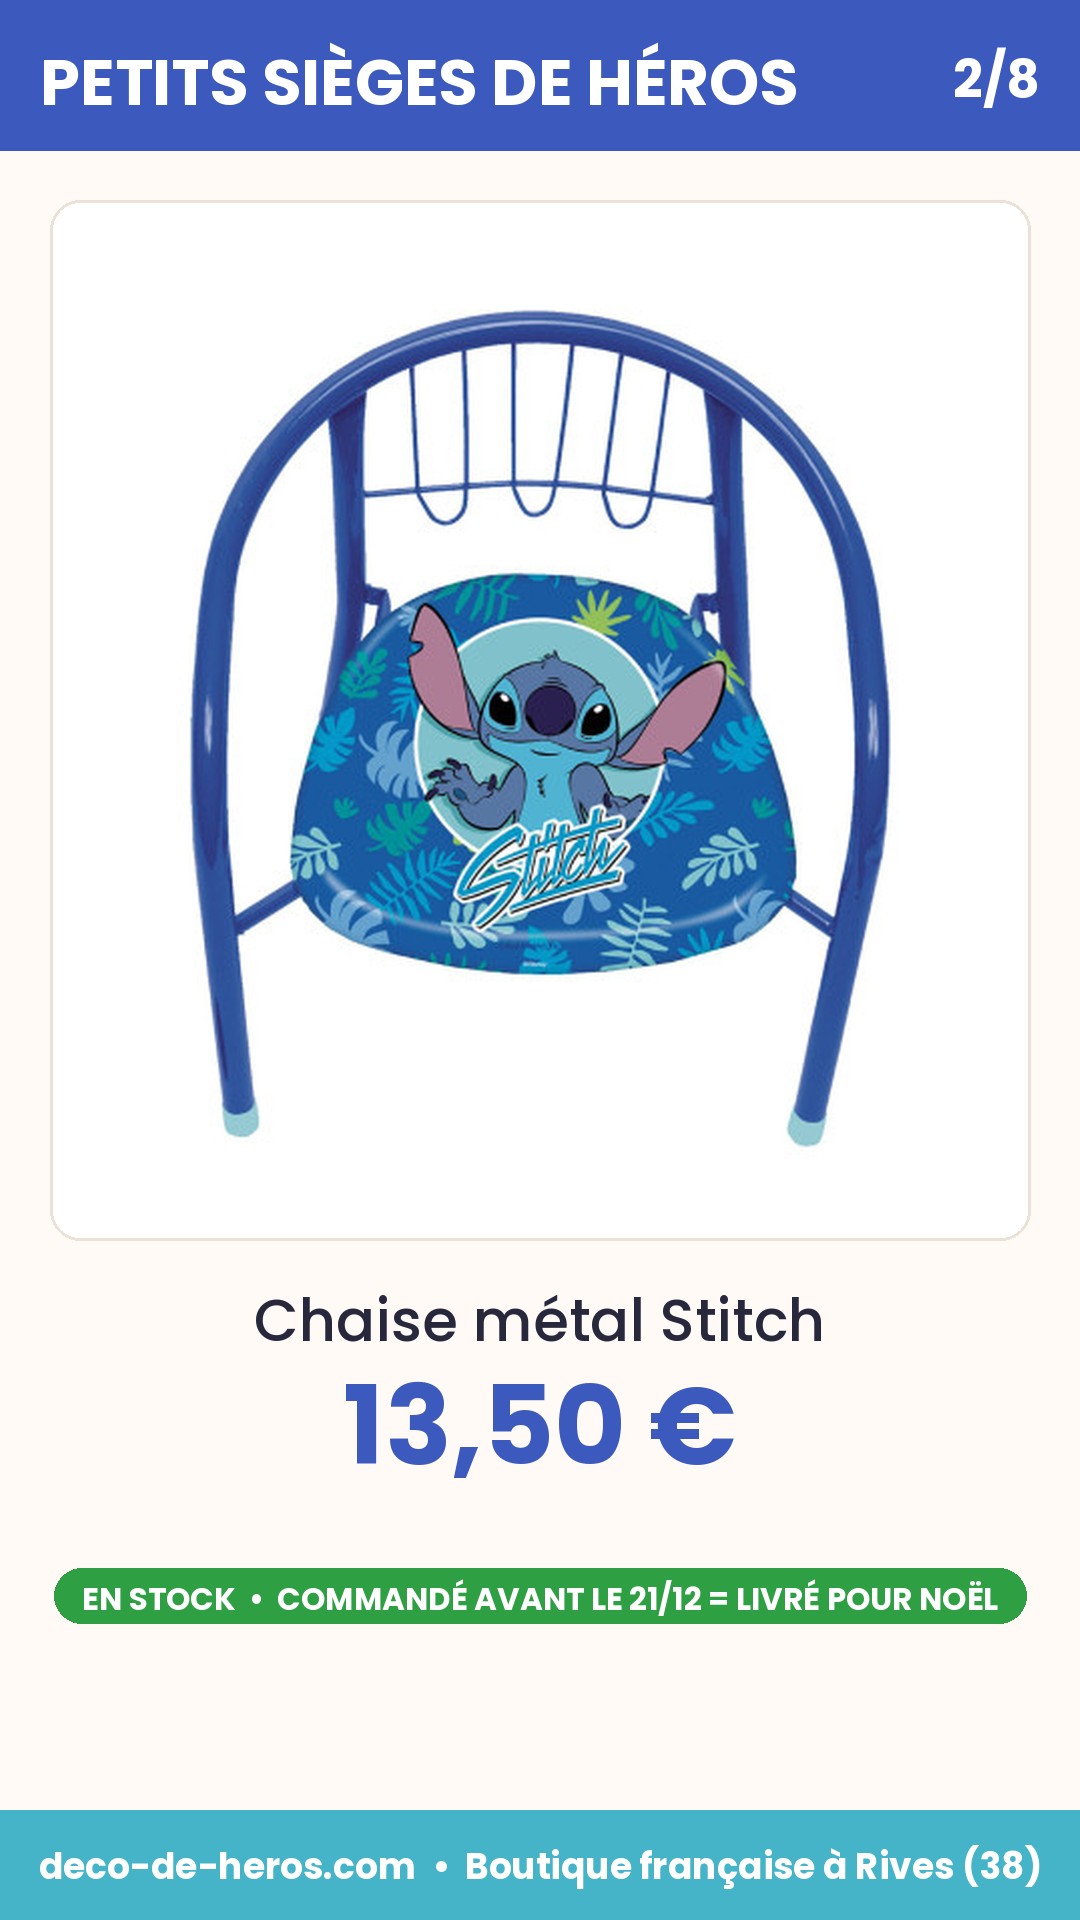 PETITS SIÈGES DE HÉROS
2/8
Stitch
Chaise métal Stitch
13,50 €
EN STOCK • COMMANDÉ AVANT LE 21/12 = LIVRÉ POUR NOËL
deco-de-heros.com • Boutique française à Rives (38)